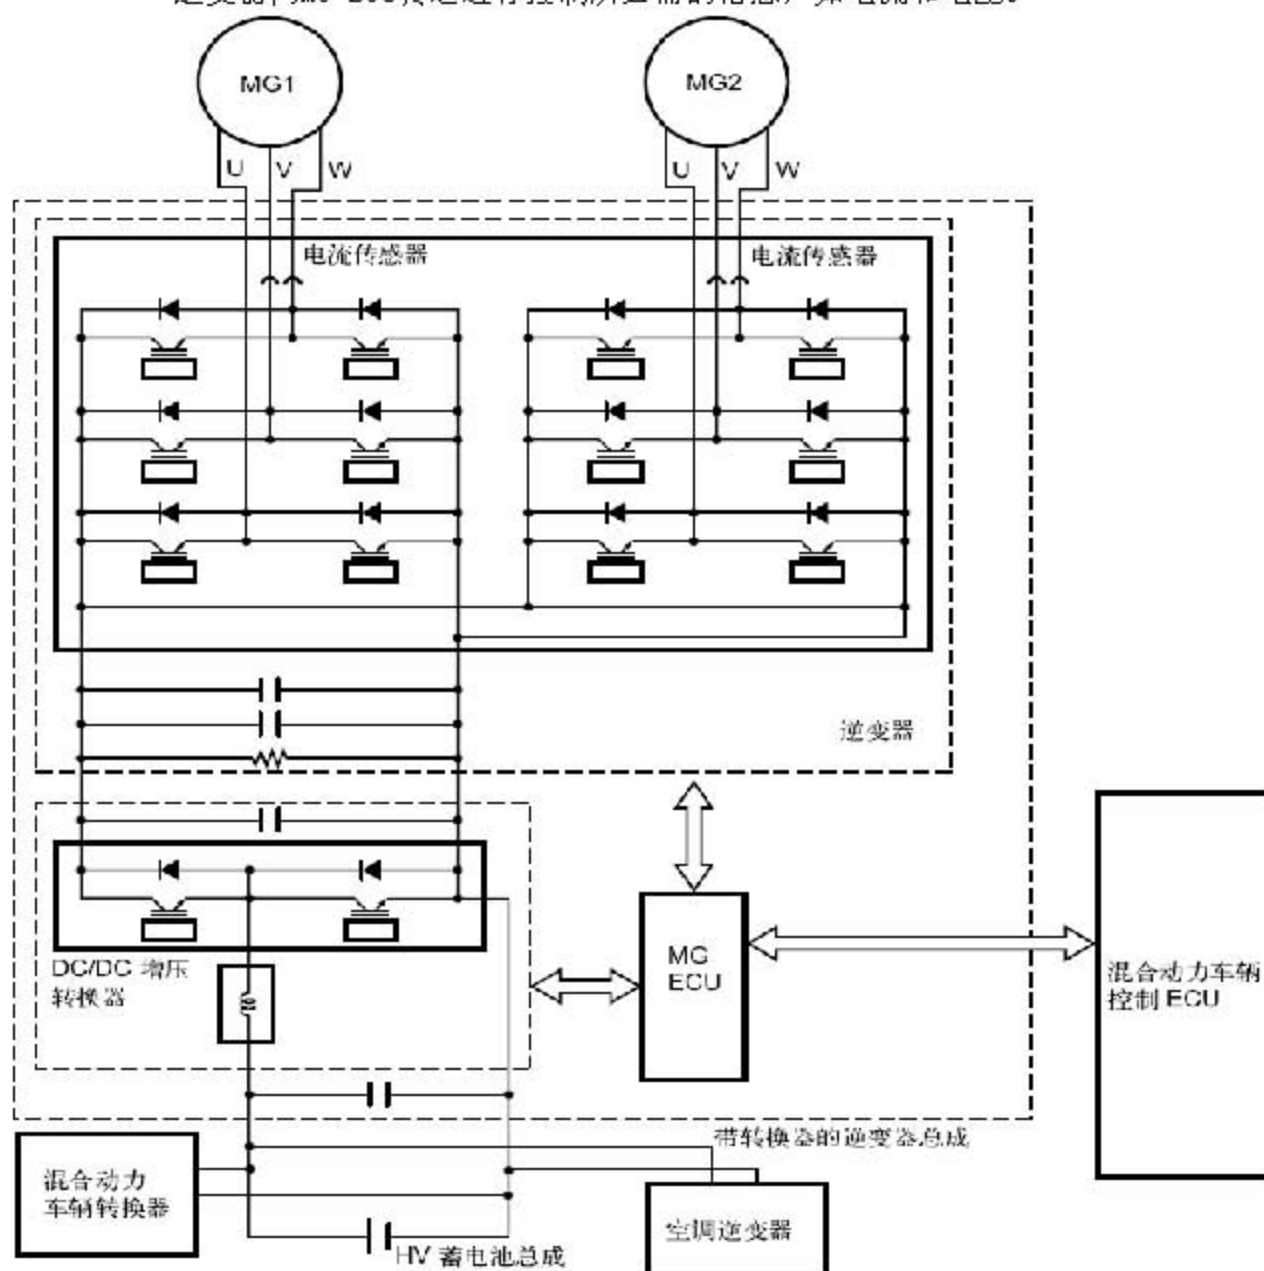 MG1
MG2
U V W
U V W
电流传感器
电流传感器
逆变器
DC/DC 增压
转换器
MG
ECU
混合动力车辆
控制 ECU
带转换器的逆变器总成
混合动力
车辆转换器
空调逆变器
HV 蓄电池总成